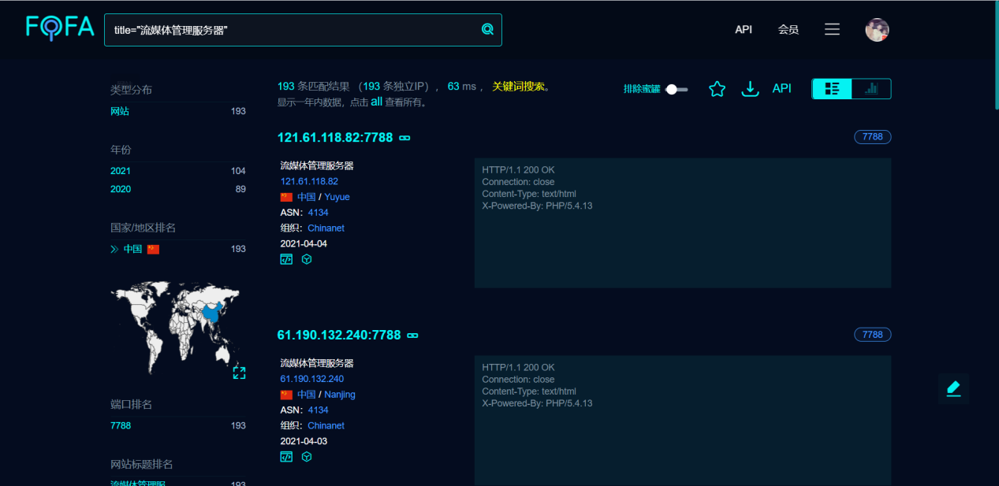 FOFA
title="流媒体管理服务器"
API 会员
类型分布
网站 193
年份
2021 104
2020 89
国家/地区排名
中国 193
端口排名
7788 193
网站标题排名
流媒体管理服 193
193 条匹配结果 （193 条独立IP）， 63 ms ， 关键词搜索。
显示一年内数据，点击 all 查看所有。
排除蜜罐 API
121.61.118.82:7788
7788
流媒体管理服务器
121.61.118.82
中国 / Yuyue
ASN： 4134
组织： Chinanet
2021-04-04
HTTP/1.1 200 OK
Connection: close
Content-Type: text/html
X-Powered-By: PHP/5.4.13
61.190.132.240:7788
7788
流媒体管理服务器
61.190.132.240
中国 / Nanjing
ASN： 4134
组织： Chinanet
2021-04-03
HTTP/1.1 200 OK
Connection: close
Content-Type: text/html
X-Powered-By: PHP/5.4.13